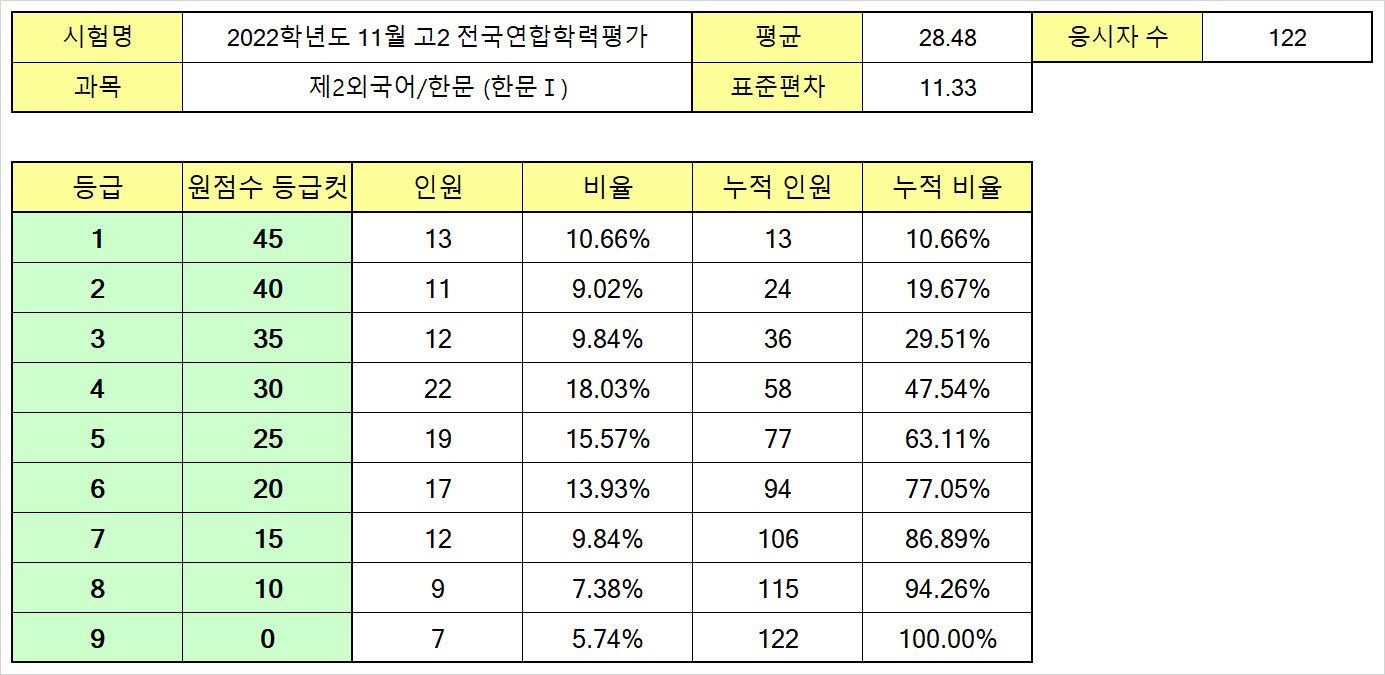 시험명 2022학년도 11월 고2 전국연합학력평가 평균 28.48 응시자 수 122
과목 제2외국어/한문 (한문Ⅰ) 표준편차 11.33
등급 원점수 등급컷 인원 비율 누적 인원 누적 비율
1 45 13 10.66% 13 10.66%
2 40 11 9.02% 24 19.67%
3 35 12 9.84% 36 29.51%
4 30 22 18.03% 58 47.54%
5 25 19 15.57% 77 63.11%
6 20 17 13.93% 94 77.05%
7 15 12 9.84% 106 86.89%
8 10 9 7.38% 115 94.26%
9 0 7 5.74% 122 100.00%